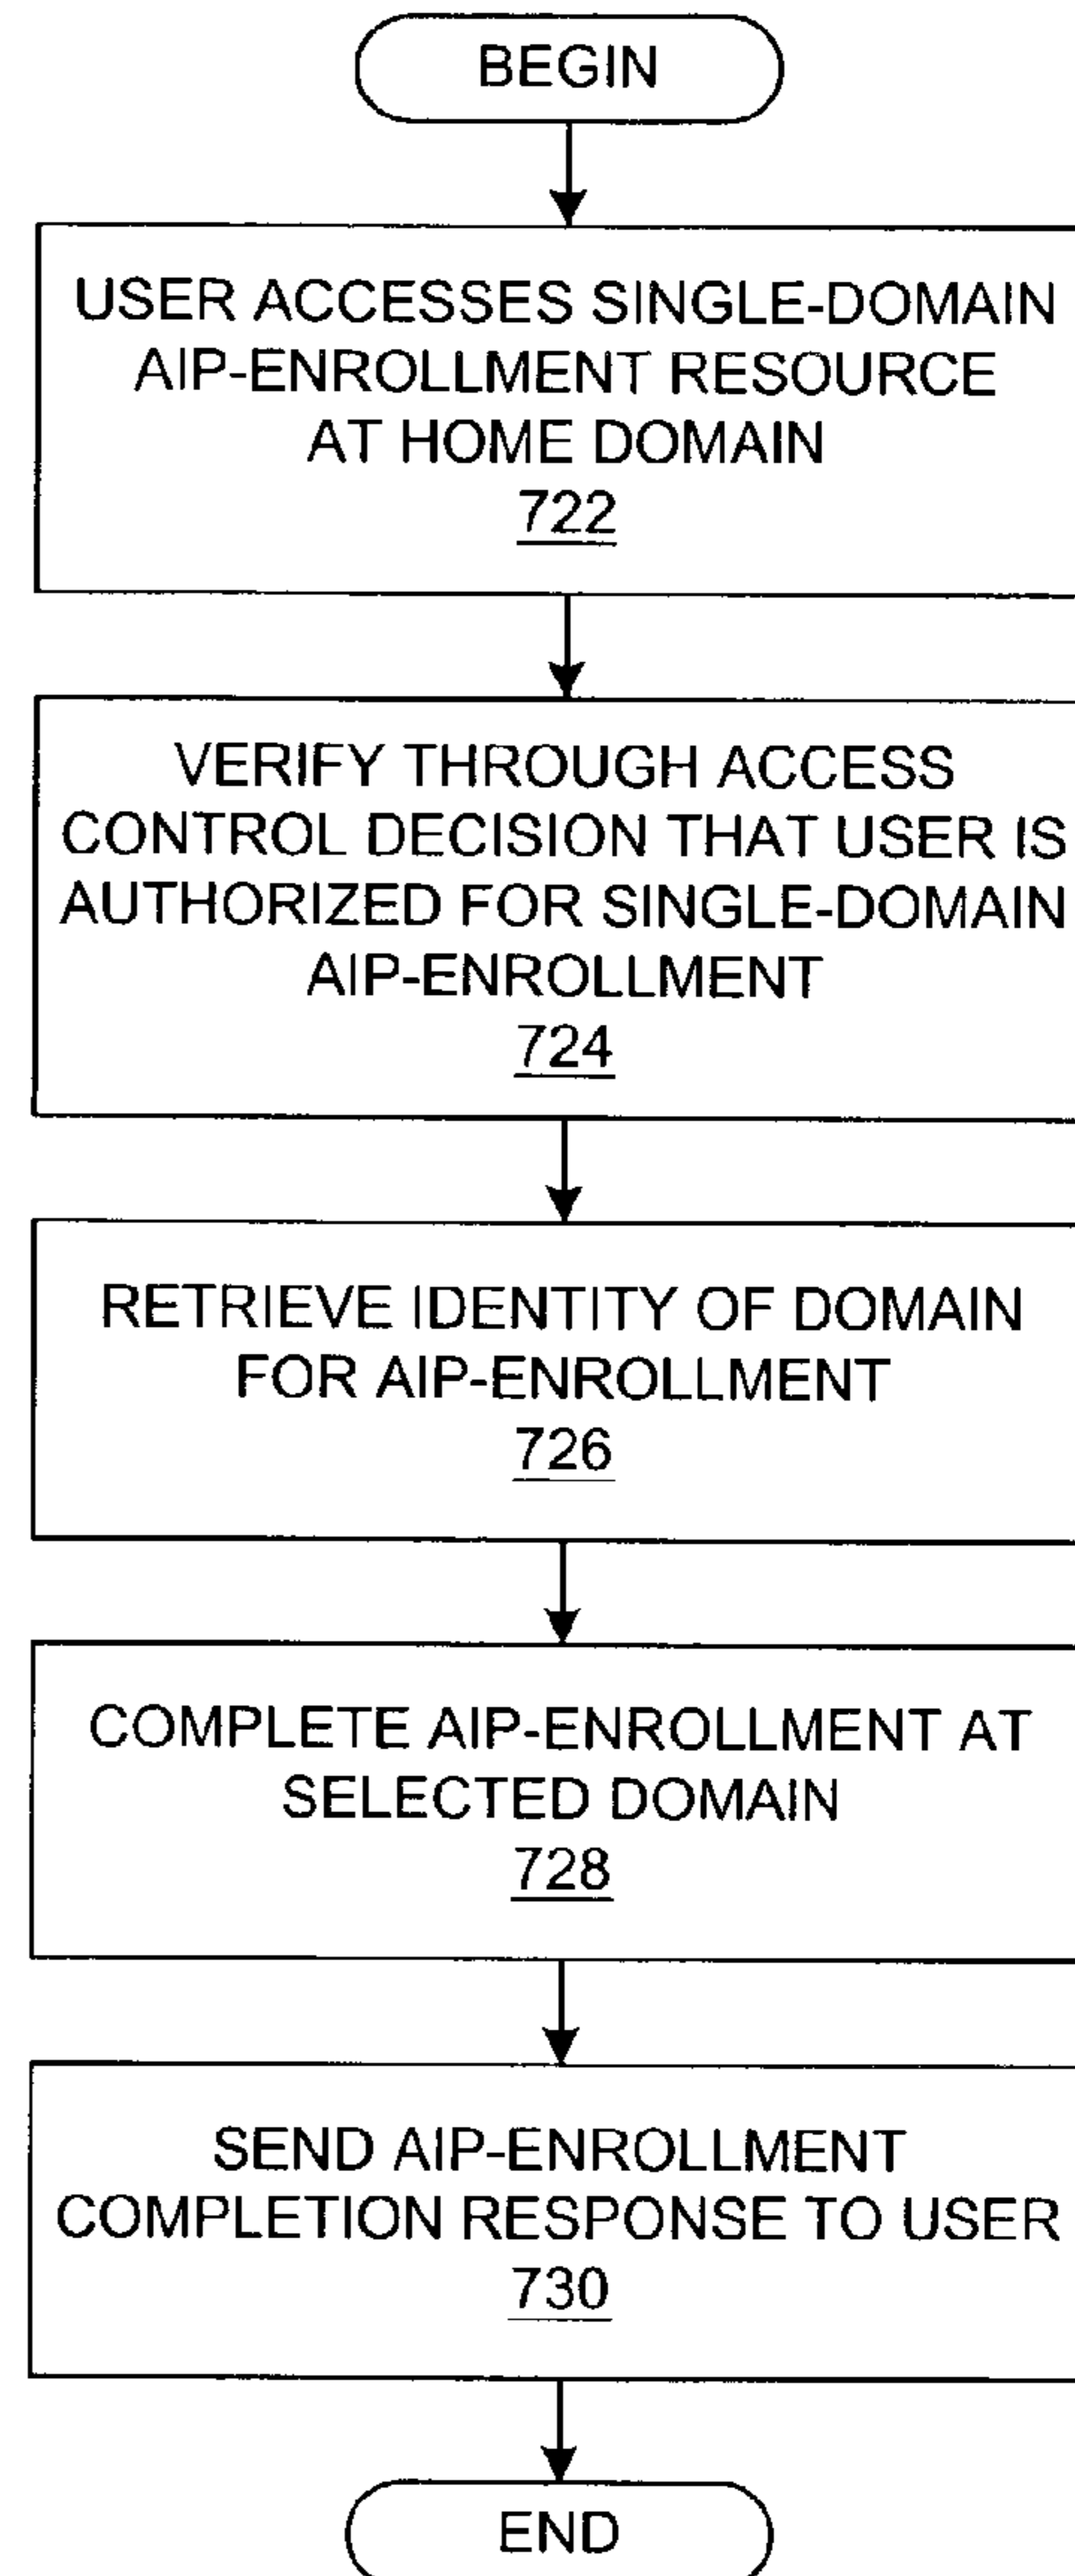 BEGIN
USER ACCESSES SINGLE-DOMAIN
AIP-ENROLLMENT RESOURCE
AT HOME DOMAIN
722
VERIFY THROUGH ACCESS
CONTROL DECISION THAT USER IS
AUTHORIZED FOR SINGLE-DOMAIN
AIP-ENROLLMENT
724
RETRIEVE IDENTITY OF DOMAIN
FOR AIP-ENROLLMENT
726
COMPLETE AIP-ENROLLMENT AT
SELECTED DOMAIN
728
SEND AIP-ENROLLMENT
COMPLETION RESPONSE TO USER
730
END